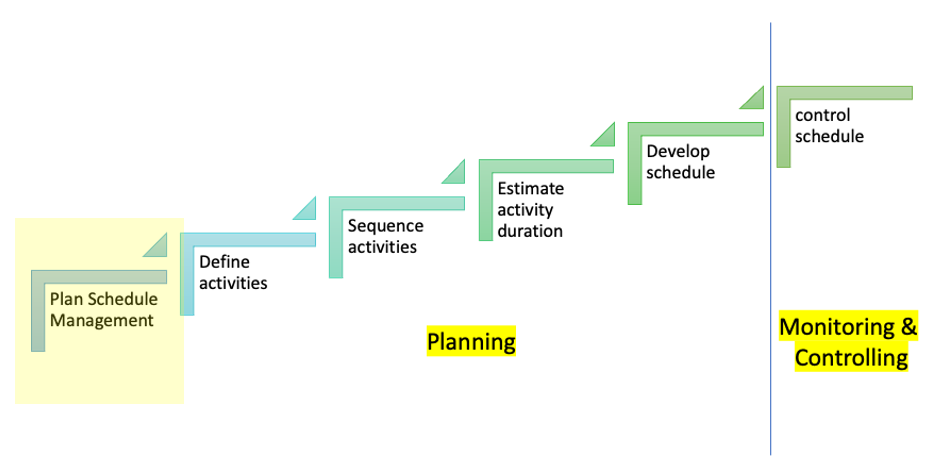 Plan Schedule
Management
Define
activities
Sequence
activities
Estimate
activity
duration
Develop
schedule
control
schedule
Planning
Monitoring &
Controlling